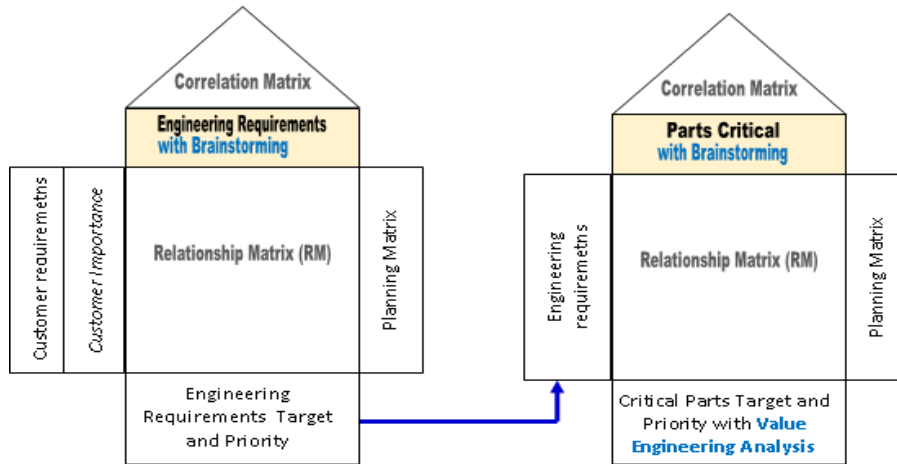 Correlation Matrix
Engineering Requirements
with Brainstorming
Customer requiremetns
Customer Importance
Relationship Matrix (RM)
Planning Matrix
Engineering
Requirements Target
and Priority
Correlation Matrix
Parts Critical
with Brainstorming
Engineering
requiremetns
Relationship Matrix (RM)
Planning Matrix
Critical Parts Target and
Priority with Value
Engineering Analysis